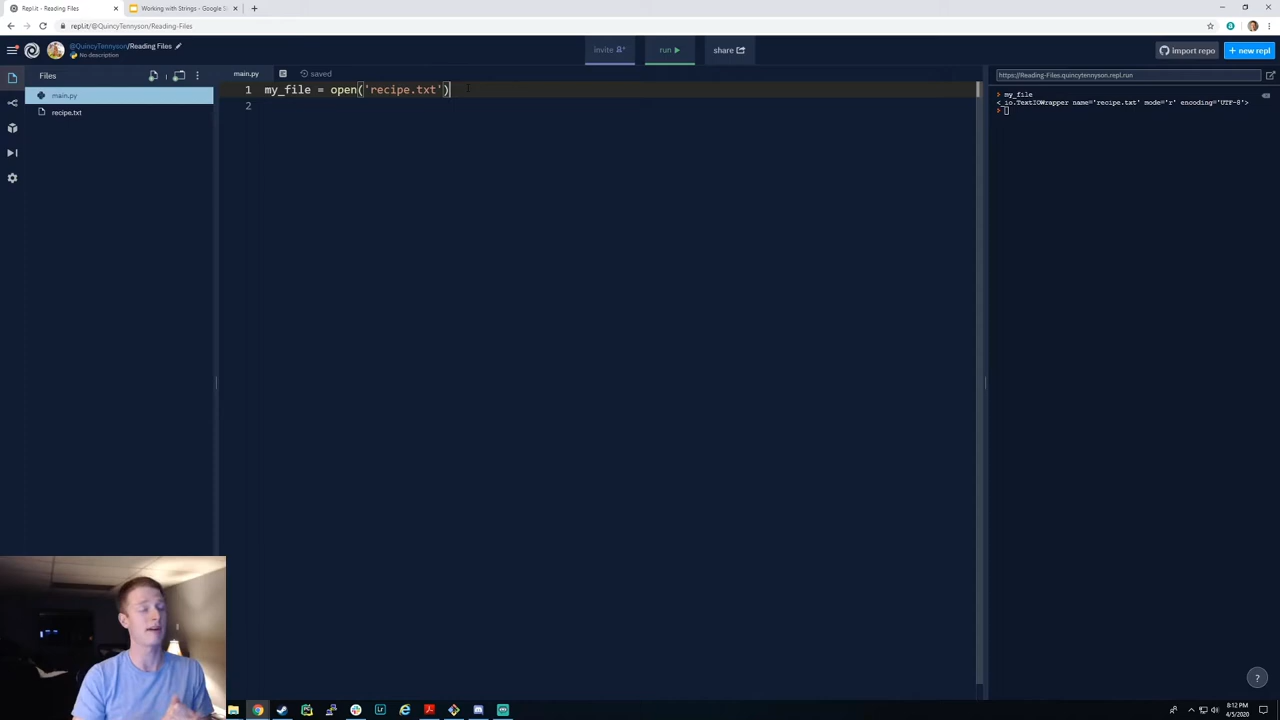 Repl.it - Reading Files
Working with Strings - Google S
repl.it/@QuincyTennyson/Reading-Files
@QuincyTennyson/Reading Files
No description
invite
run
share
import repo
+ new repl
Files
main.py
recipe.txt
main.py
saved
1 my_file = open('recipe.txt')
2
https://Reading-Files.quincytennyson.repl.run
> my_file
<_io.TextIOWrapper name='recipe.txt' mode='r' encoding='UTF-8'>
>
?
8:12 PM
4/5/2020